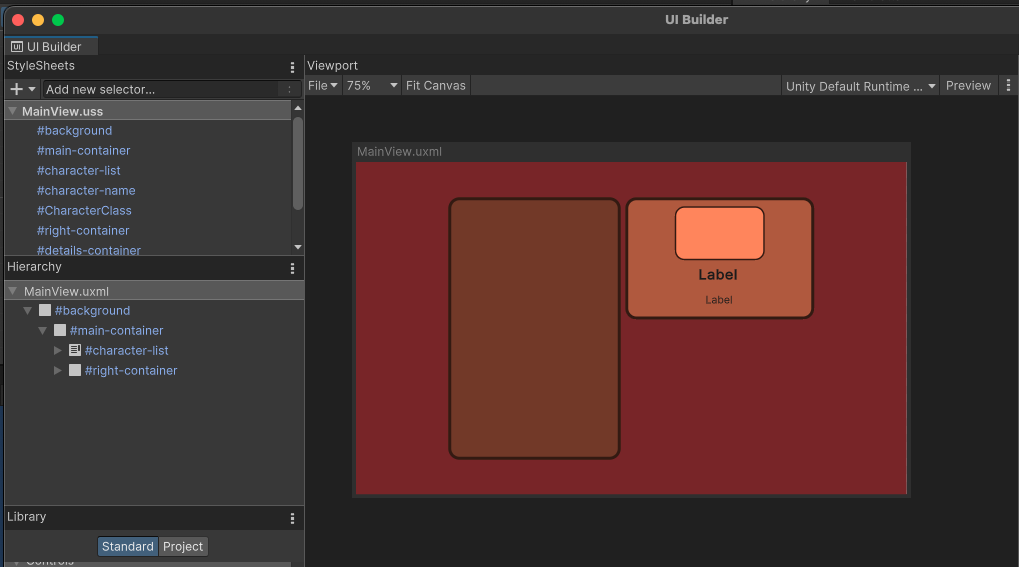 UI Builder
UI Builder
StyleSheets
Add new selector...
MainView.uss
#background
#main-container
#character-list
#character-name
#CharacterClass
#right-container
#details-container
Hierarchy
MainView.uxml
#background
#main-container
#character-list
#right-container
Library
Standard Project
Controls
Viewport
File 75% Fit Canvas Unity Default Runtime ... Preview
MainView.uxml
Label
Label